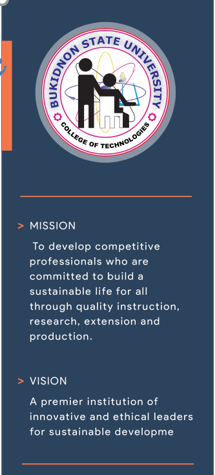 BUKIDNON STATE UNIVERSITY
COLLEGE OF TECHNOLOGIES
> MISSION
To develop competitive
professionals who are
committed to build a
sustainable life for all
through quality instruction,
research, extension and
production.
> VISION
A premier institution of
innovative and ethical leaders
for sustainable developme